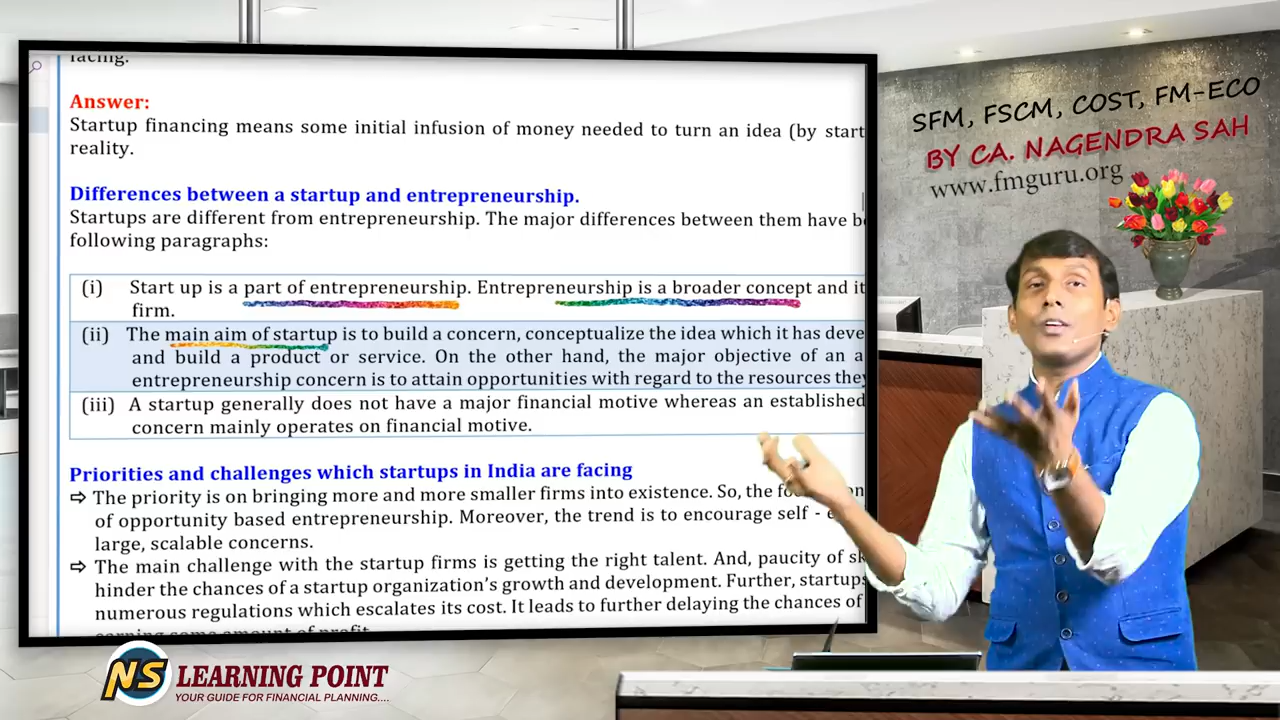 Answer:
Startup financing means some initial infusion of money needed to turn an idea (by start
reality.
Differences between a startup and entrepreneurship.
Startups are different from entrepreneurship. The major differences between them have
following paragraphs:
(i) Start up is a part of entrepreneurship. Entrepreneurship is a broader concept and it
firm.
(ii) The main aim of startup is to build a concern, conceptualize the idea which it has deve
and build a product or service. On the other hand, the major objective of an a
entrepreneurship concern is to attain opportunities with regard to the resources they
(iii) A startup generally does not have a major financial motive whereas an established
concern mainly operates on financial motive.
Priorities and challenges which startups in India are facing
⇨ The priority is on bringing more and more smaller firms into existence. So, the
of opportunity based entrepreneurship. Moreover, the trend is to encourage self -
large, scalable concerns.
⇨ The main challenge with the startup firms is getting the right talent. And, paucity of sk
hinder the chances of a startup organization's growth and development. Further, startups
numerous regulations which escalates its cost. It leads to further delaying the chances of
SFM, FSCM, COST, FM-ECO
BY CA. NAGENDRA SAH
www.fmguru.org
NS LEARNING POINT
YOUR GUIDE FOR FINANCIAL PLANNING....